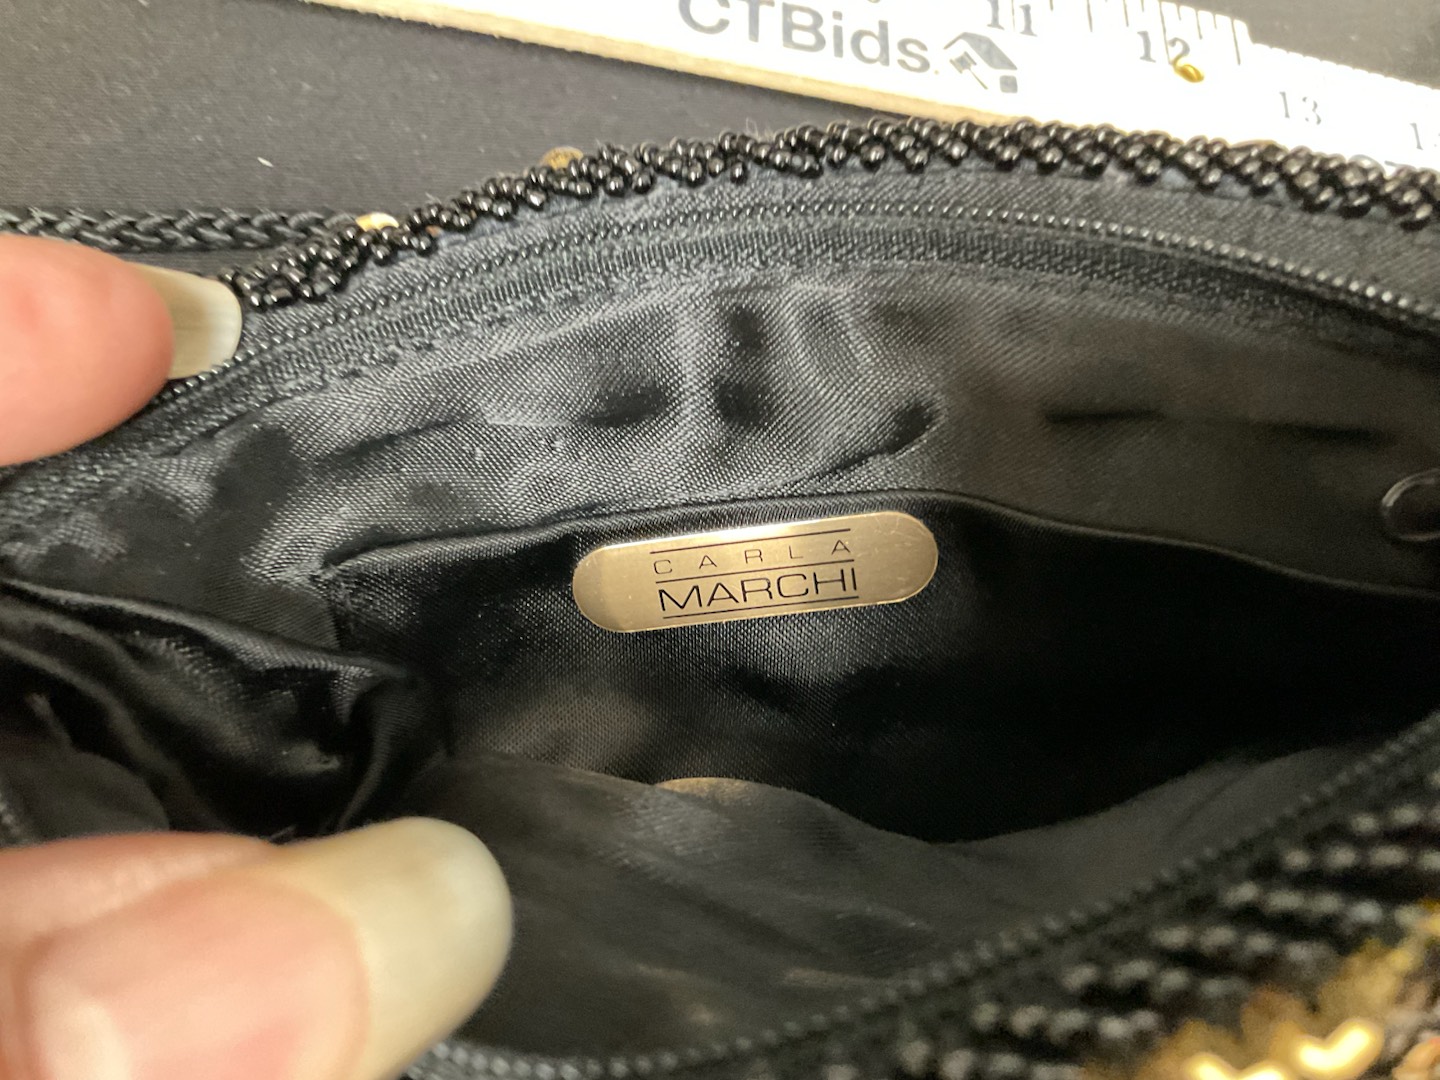 CTBids
11 12 13
CARLA
MARCHI